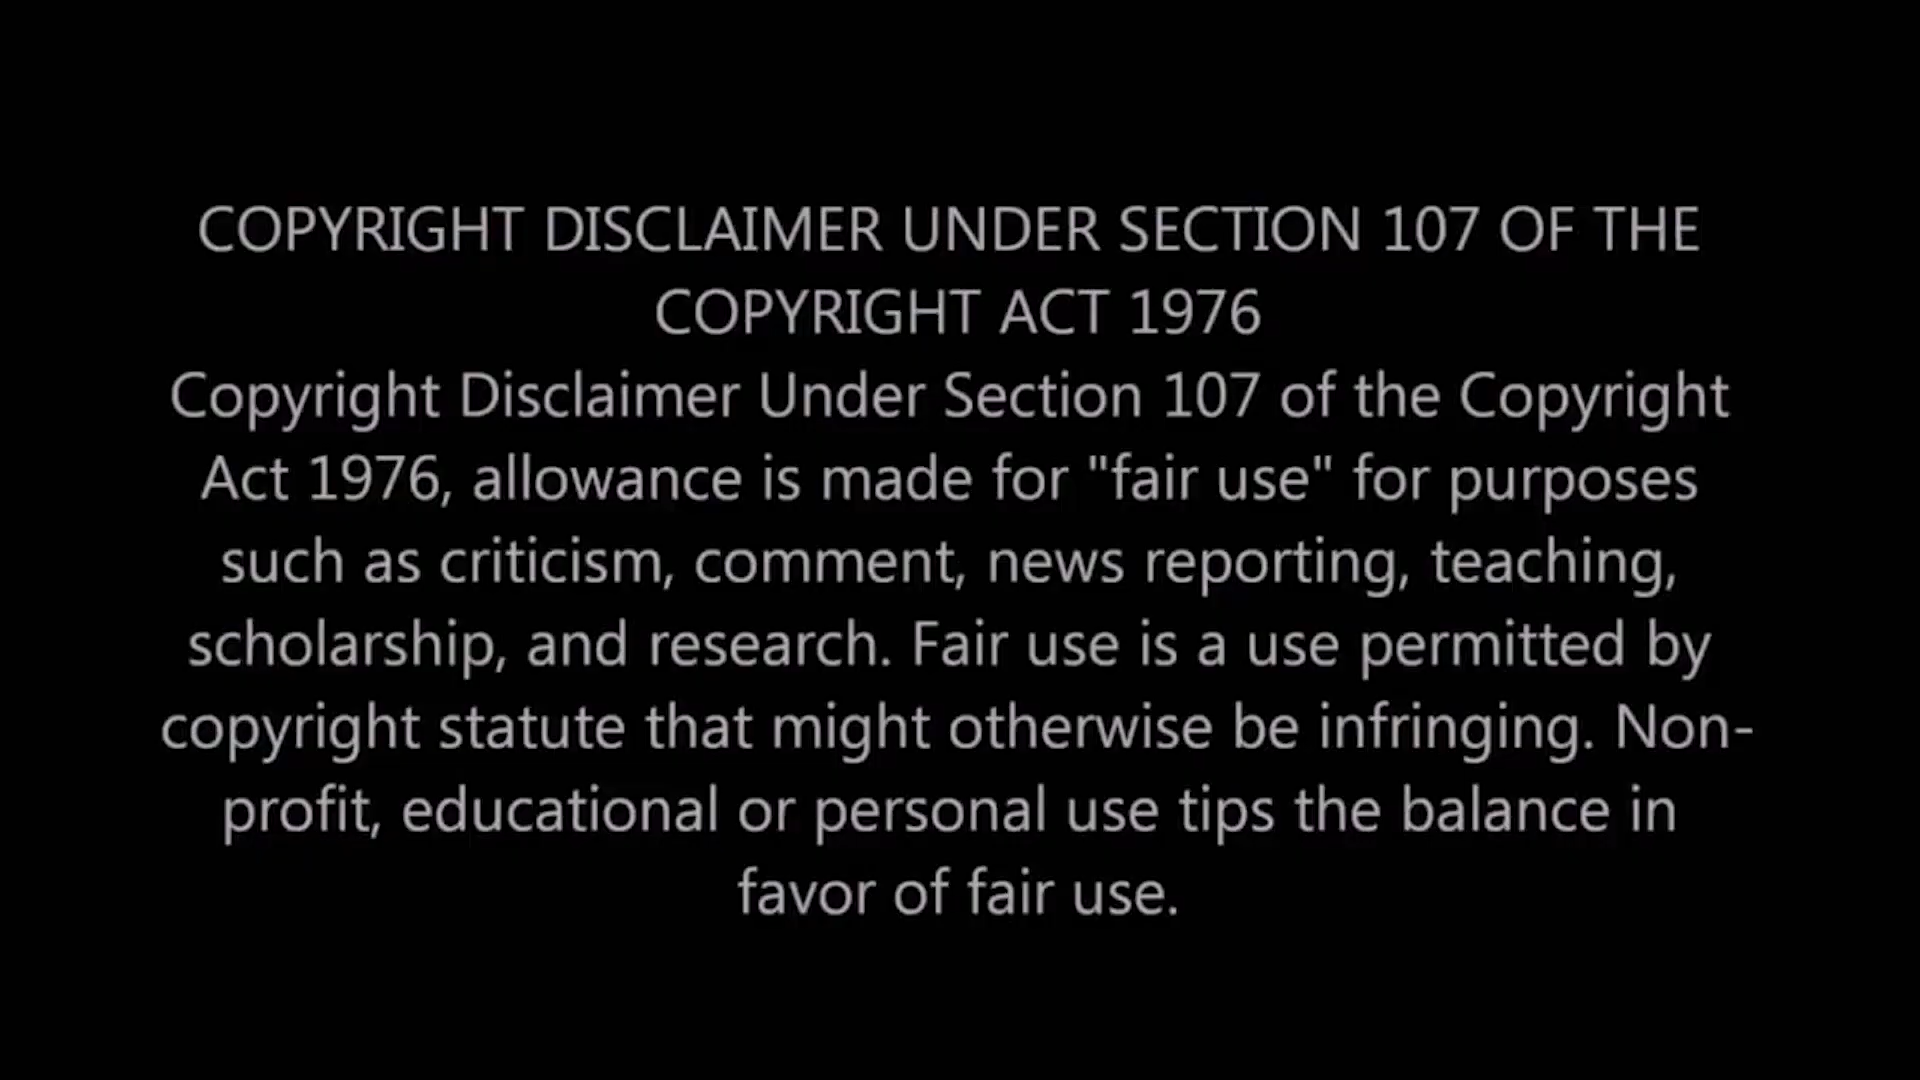 COPYRIGHT DISCLAIMER UNDER SECTION 107 OF THE
COPYRIGHT ACT 1976
Copyright Disclaimer Under Section 107 of the Copyright
Act 1976, allowance is made for "fair use" for purposes
such as criticism, comment, news reporting, teaching,
scholarship, and research. Fair use is a use permitted by
copyright statute that might otherwise be infringing. Non-
profit, educational or personal use tips the balance in
favor of fair use.